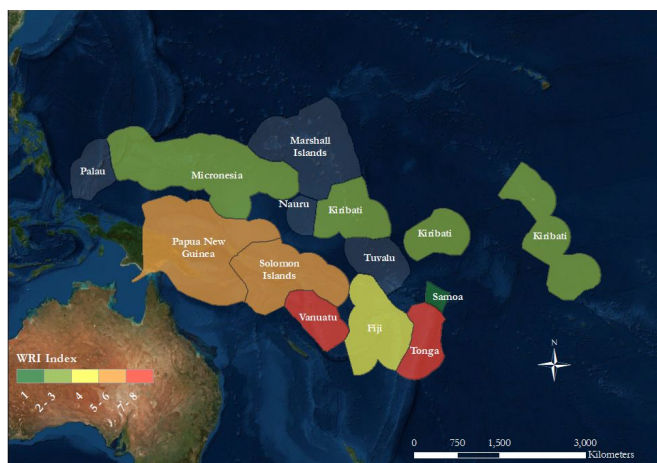 Marshall
Islands
Palau
Micronesia
Nauru
Kiribati
Kiribati
Kiribati
Papua New
Guinea
Solomon
Islands
Tuvalu
Samoa
Vanuatu
Fiji
Tonga
WRI Index
1
2 - 3
4
5 - 6
7 - 8
N
0 750 1,500 3,000
Kilometers